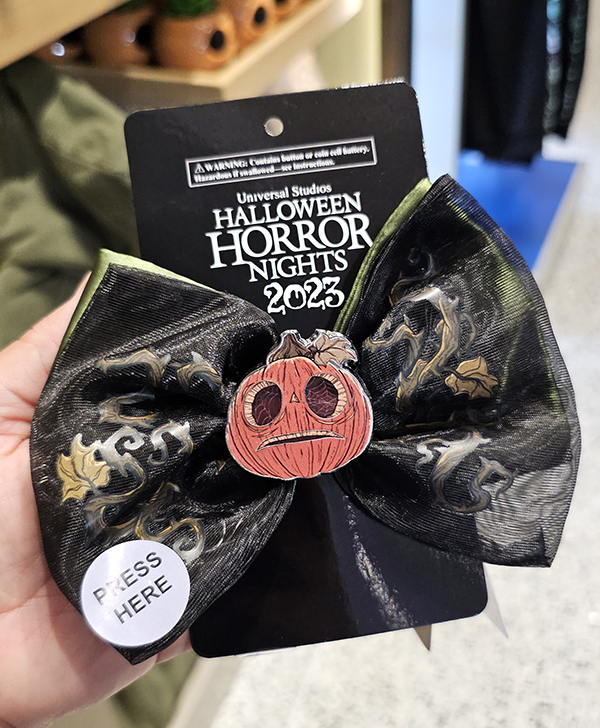 ⚠ WARNING: Contains button or coin cell battery.
Hazardous if swallowed—see instructions.
Universal Studios
HALLOWEEN
HORROR
NIGHTS
2023
PRESS
HERE